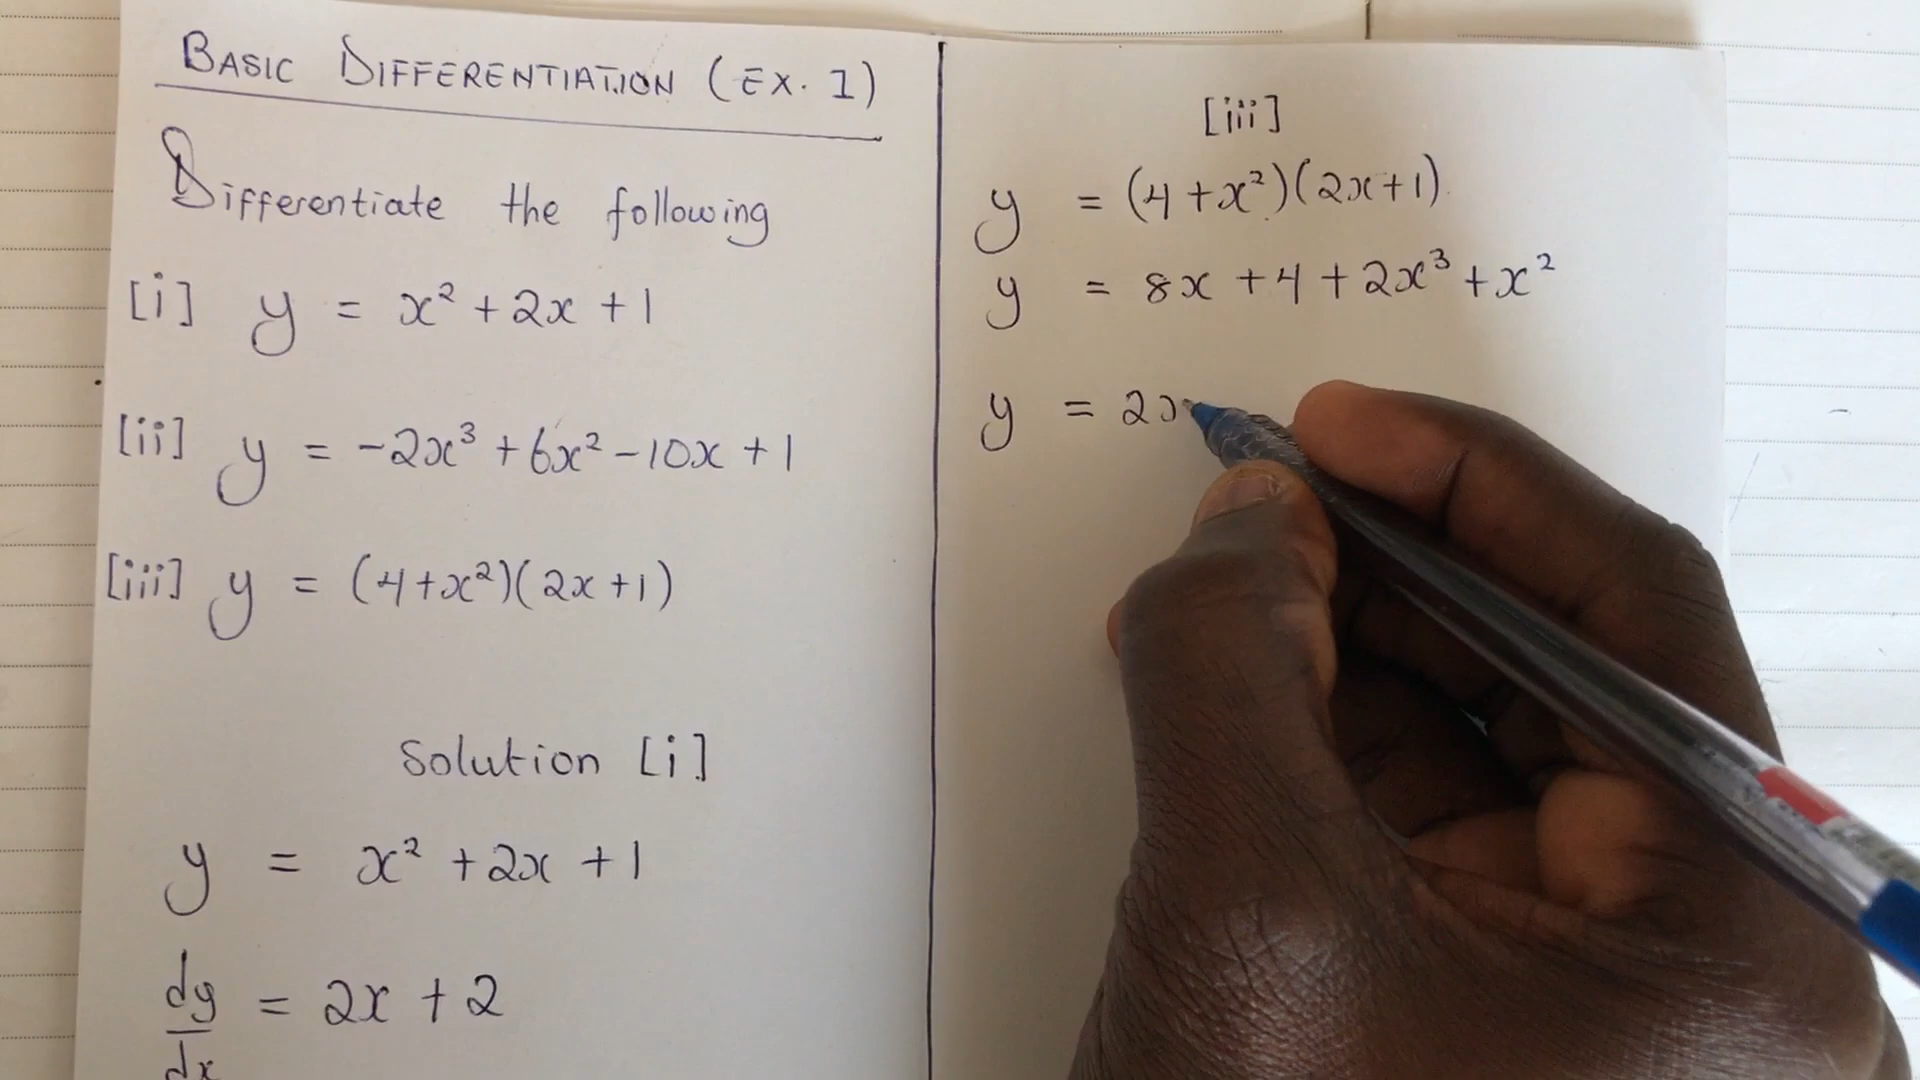 BASIC DIFFERENTIATION (EX. 1)
Differentiate the following
[i] y = x² + 2x + 1
[ii] y = -2x³ + 6x² - 10x + 1
[iii] y = (4 + x²)(2x + 1)
Solution [i]
y = x² + 2x + 1
dy/dx = 2x + 2
[iii]
y = (4 + x²)(2x + 1)
y = 8x + 4 + 2x³ + x²
y = 2x